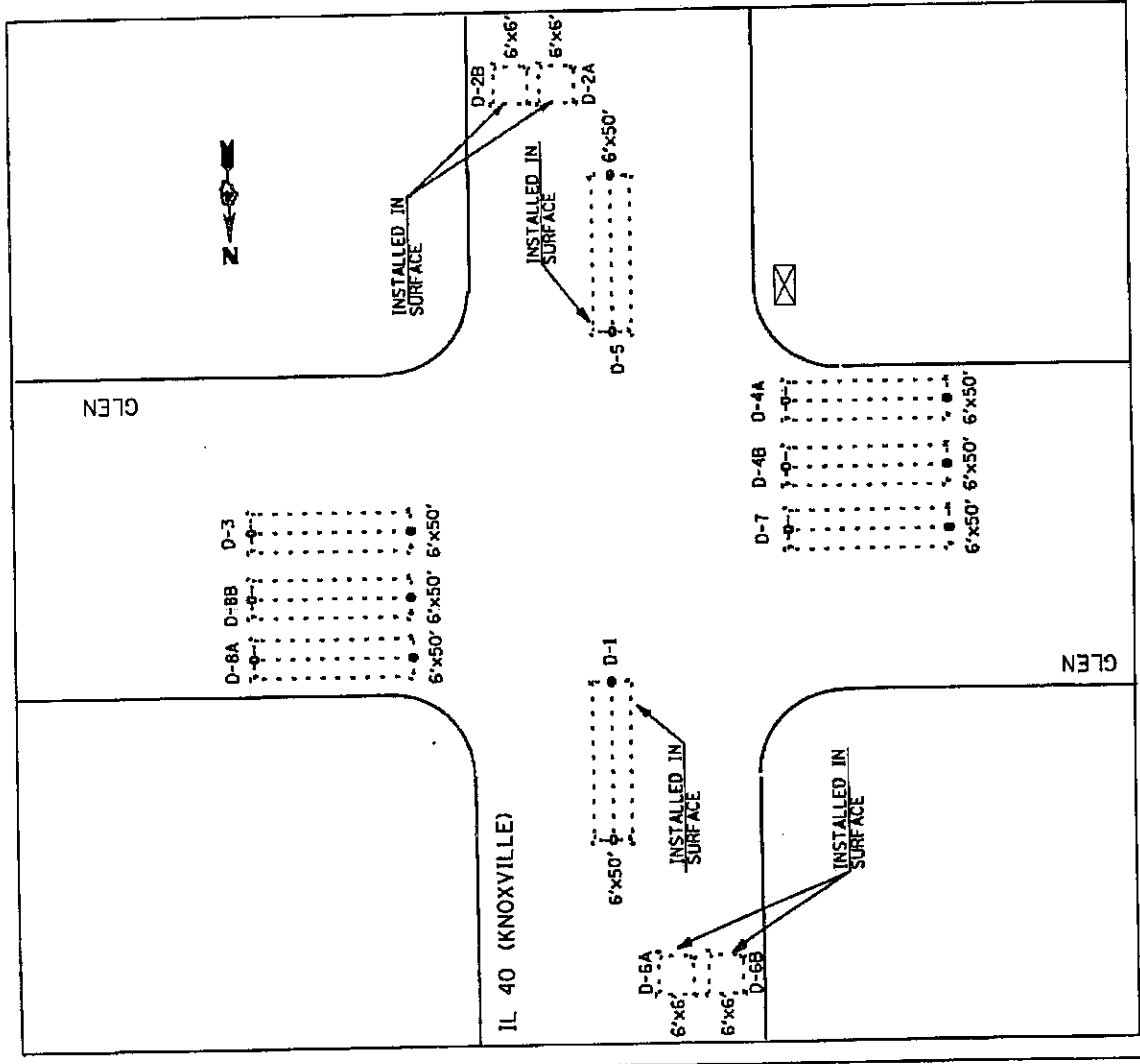 D-2B
6'x6'
6'x6'
D-2A
N
INSTALLED IN
SURFACE
INSTALLED IN
SURFACE
6'x50'
D-5
GLEN
D-3
D-8B
D-8A
6'x50'
6'x50'
6'x50'
D-4A
D-4B
D-7
6'x50'
6'x50'
6'x50'
D-1
6'x50'
INSTALLED IN
SURFACE
INSTALLED IN
SURFACE
GLEN
IL 40 (KNOXVILLE)
D-6A
6'x6'
6'x6'
D-6B